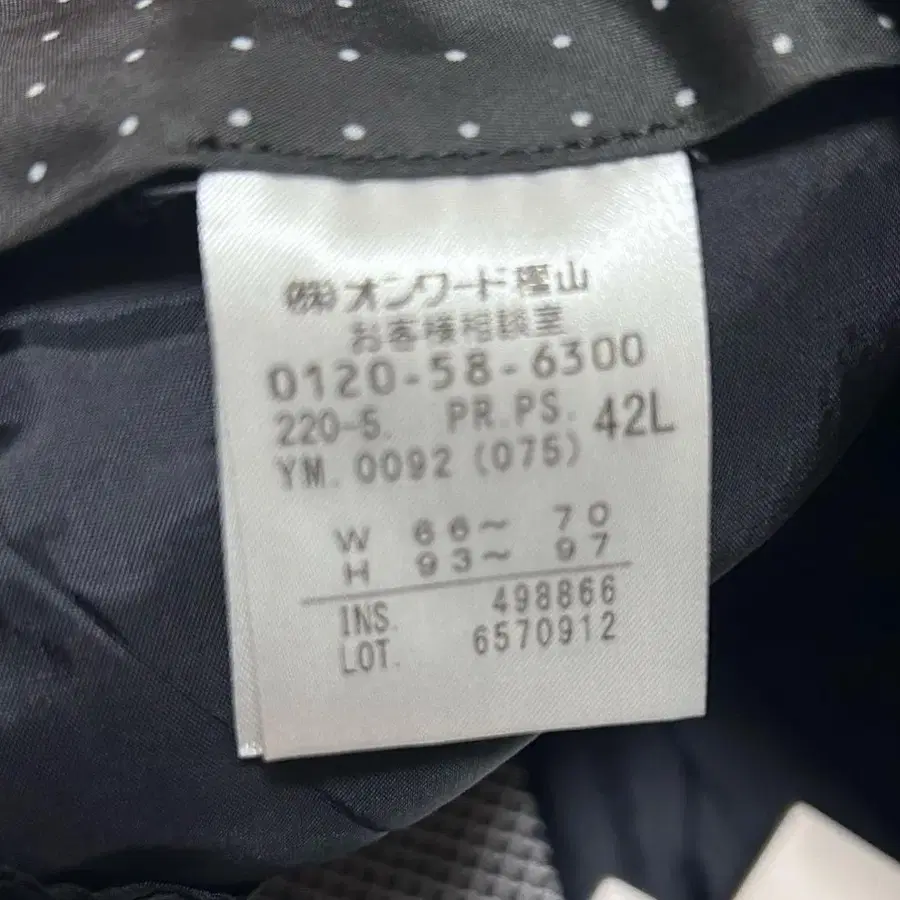 ㈱オンワード樫山
お客様相談室
0120-58-6300
220-5. PR.PS. 42L
YM. 0092 (075)
W 66～ 70
H 93～ 97
INS. 498866
LOT. 6570912